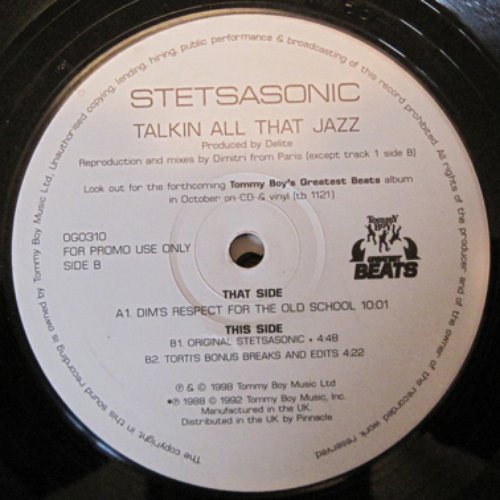 STETSASONIC
TALKIN ALL THAT JAZZ
Produced by Delite
Reproduction and mixes by Dimitri from Paris (except track 1 side B)
Look out for the forthcoming Tommy Boy's Greatest Beats album
in October on CD & vinyl (tb 1121)
OGO310
FOR PROMO USE ONLY
SIDE B
TOMMY BOY
GREATEST
BEATS
THAT SIDE
A1. DIM'S RESPECT FOR THE OLD SCHOOL 10:01
THIS SIDE
B1. ORIGINAL STETSASONIC * 4:48
B2. TORTI'S BONUS BREAKS AND EDITS 4:22
℗ & © 1998 Tommy Boy Music Ltd
*℗ 1988 © 1992 Tommy Boy Music, Inc.
Manufactured in the UK.
Distributed in the UK by Pinnacle
The copyright in this sound recording is owned by Tommy Boy Music Ltd. Unauthorised copying, lending, hiring, public performance & broadcasting of this record prohibited. All rights of the producer and of the owner of the recorded work reserved.